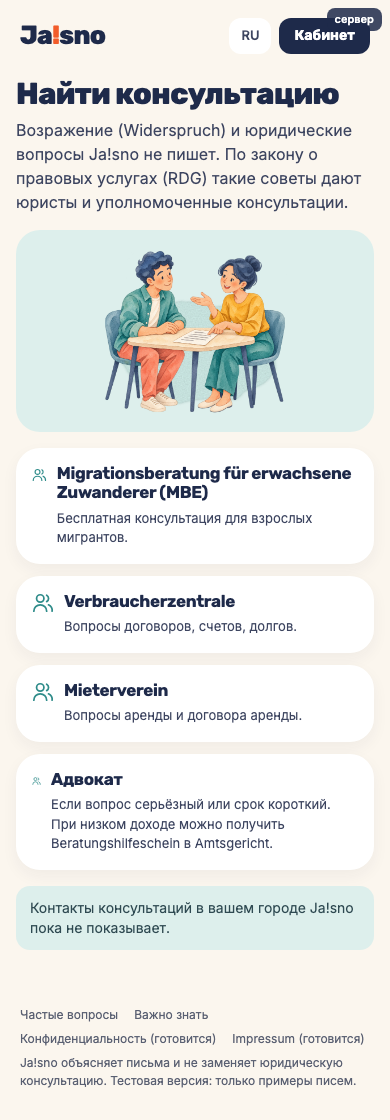 Ja!sno
RU
Кабинет
сервер
Найти консультацию
Возражение (Widerspruch) и юридические
вопросы Ja!sno не пишет. По закону о
правовых услугах (RDG) такие советы дают
юристы и уполномоченные консультации.
Migrationsberatung für erwachsene
Zuwanderer (MBE)
Бесплатная консультация для взрослых
мигрантов.
Verbraucherzentrale
Вопросы договоров, счетов, долгов.
Mieterverein
Вопросы аренды и договора аренды.
Адвокат
Если вопрос серьёзный или срок короткий.
При низком доходе можно получить
Beratungshilfeschein в Amtsgericht.
Контакты консультаций в вашем городе Ja!sno
пока не показывает.
Частые вопросы Важно знать
Конфиденциальность (готовится) Impressum (готовится)
Ja!sno объясняет письма и не заменяет юридическую
консультацию. Тестовая версия: только примеры писем.